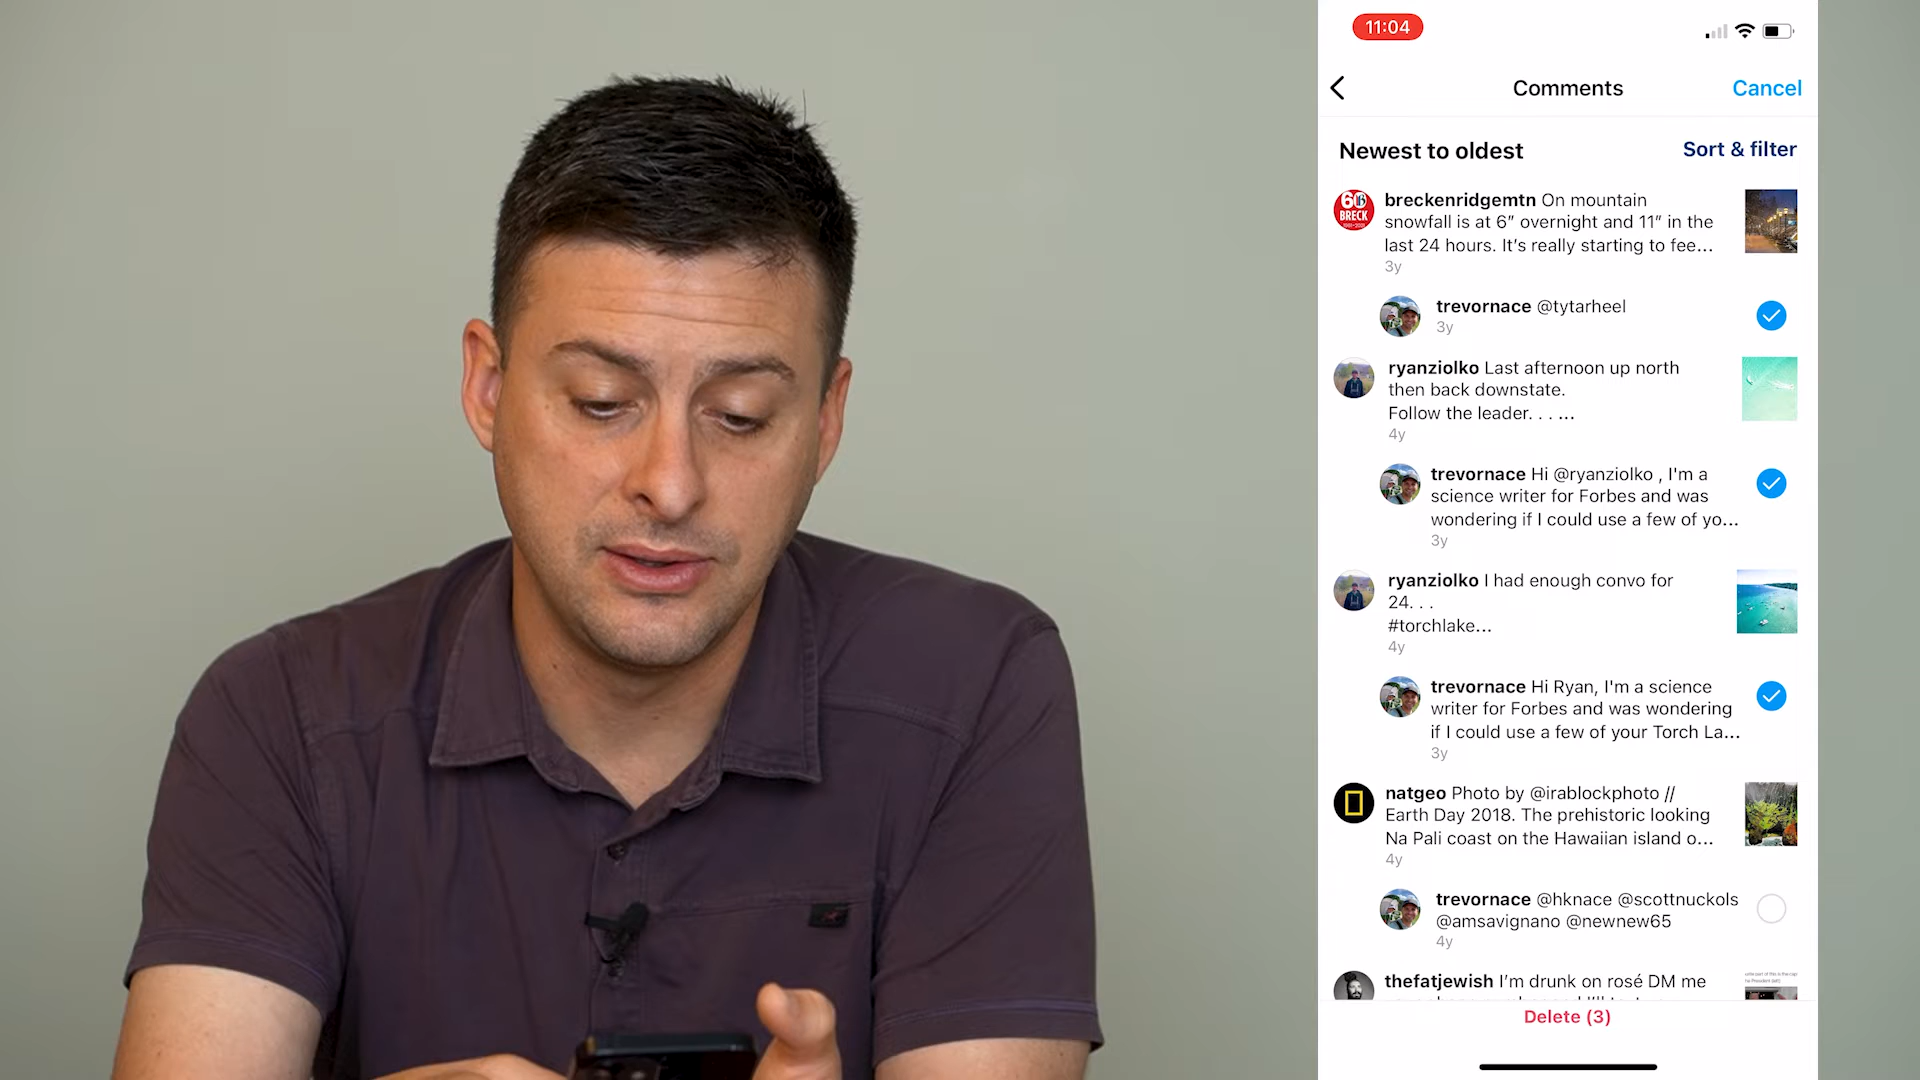 11:04
Comments
Cancel
Newest to oldest
Sort & filter
60
BRECK
breckenridgemtn On mountain
snowfall is at 6” overnight and 11” in the
last 24 hours. It’s really starting to fee...
3y
trevornace @tytarheel
3y
ryanziolko Last afternoon up north
then back downstate.
Follow the leader. . . ...
4y
trevornace Hi @ryanziolko , I'm a
science writer for Forbes and was
wondering if I could use a few of yo...
3y
ryanziolko I had enough convo for
24. . .
#torchlake...
4y
trevornace Hi Ryan, I'm a science
writer for Forbes and was wondering
if I could use a few of your Torch La...
3y
natgeo Photo by @irablockphoto //
Earth Day 2018. The prehistoric looking
Na Pali coast on the Hawaiian island o...
4y
trevornace @hknace @scottnuckols
@amsavignano @newnew65
4y
thefatjewish I’m drunk on rosé DM me
Delete (3)